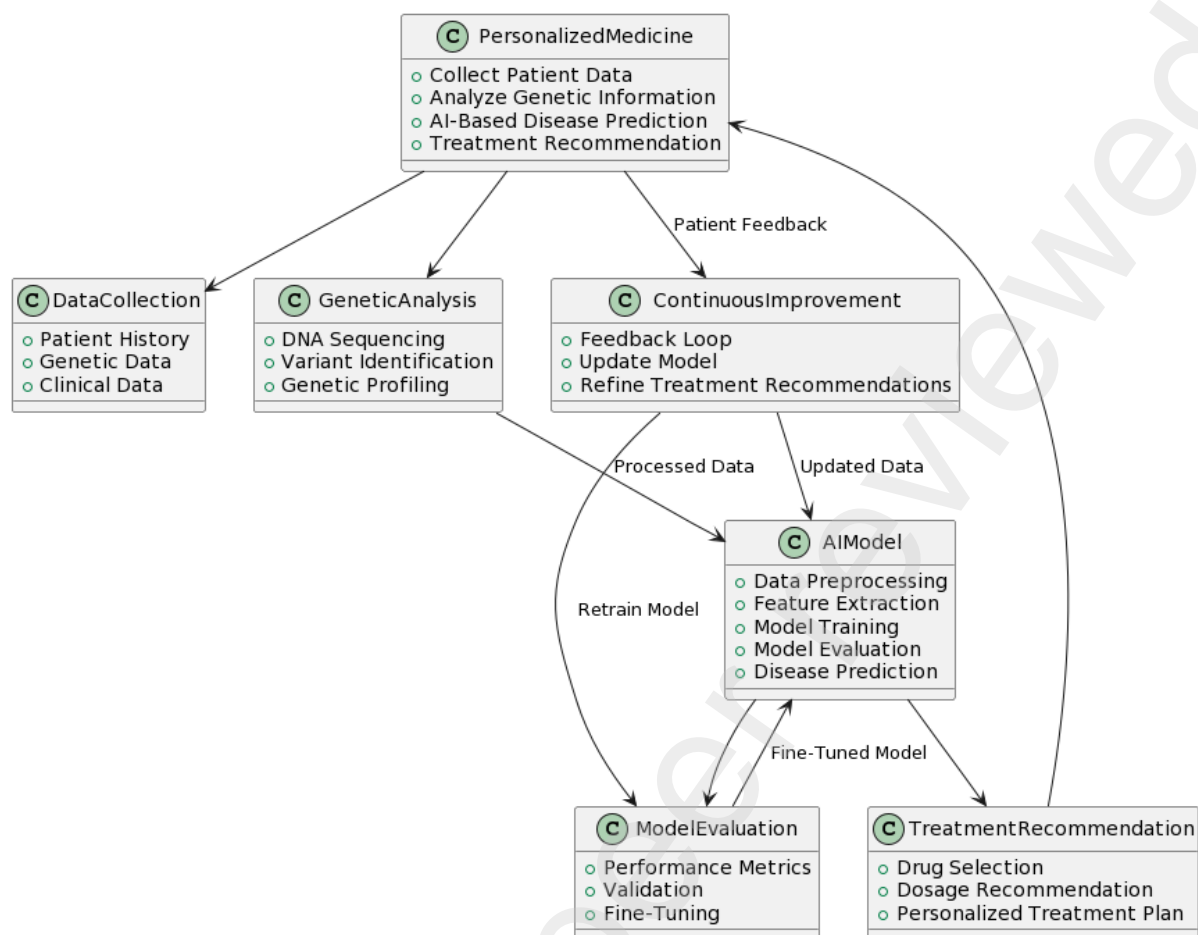 C PersonalizedMedicine
Collect Patient Data
Analyze Genetic Information
AI-Based Disease Prediction
Treatment Recommendation
Patient Feedback
C DataCollection
Patient History
Genetic Data
Clinical Data
C GeneticAnalysis
DNA Sequencing
Variant Identification
Genetic Profiling
C ContinuousImprovement
Feedback Loop
Update Model
Refine Treatment Recommendations
Processed Data
Updated Data
C AIModel
Data Preprocessing
Feature Extraction
Model Training
Model Evaluation
Disease Prediction
Retrain Model
Fine-Tuned Model
C ModelEvaluation
Performance Metrics
Validation
Fine-Tuning
C TreatmentRecommendation
Drug Selection
Dosage Recommendation
Personalized Treatment Plan
peer reviewed